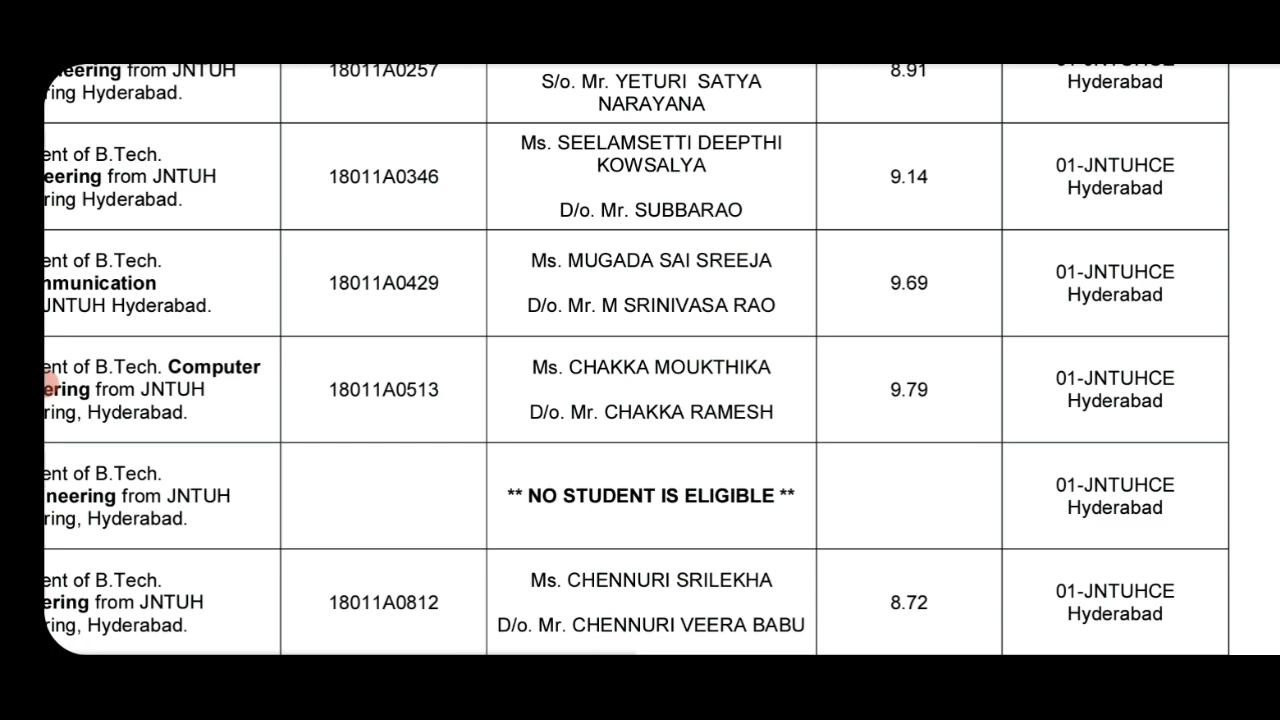 from JNTUH
ring Hyderabad.
18011A0257
S/o. Mr. YETURI SATYA
NARAYANA
8.91
Hyderabad
ent of B.Tech.
eering from JNTUH
ring Hyderabad.
18011A0346
Ms. SEELAMSETTI DEEPTHI
KOWSALYA
D/o. Mr. SUBBARAO
9.14
01-JNTUHCE
Hyderabad
ent of B.Tech.
mmunication
JNTUH Hyderabad.
18011A0429
Ms. MUGADA SAI SREEJA
D/o. Mr. M SRINIVASA RAO
9.69
01-JNTUHCE
Hyderabad
ent of B.Tech. Computer
ering from JNTUH
ring, Hyderabad.
18011A0513
Ms. CHAKKA MOUKTHIKA
D/o. Mr. CHAKKA RAMESH
9.79
01-JNTUHCE
Hyderabad
ent of B.Tech.
neering from JNTUH
ring, Hyderabad.
** NO STUDENT IS ELIGIBLE **
01-JNTUHCE
Hyderabad
ent of B.Tech.
ering from JNTUH
ring, Hyderabad.
18011A0812
Ms. CHENNURI SRILEKHA
D/o. Mr. CHENNURI VEERA BABU
8.72
01-JNTUHCE
Hyderabad